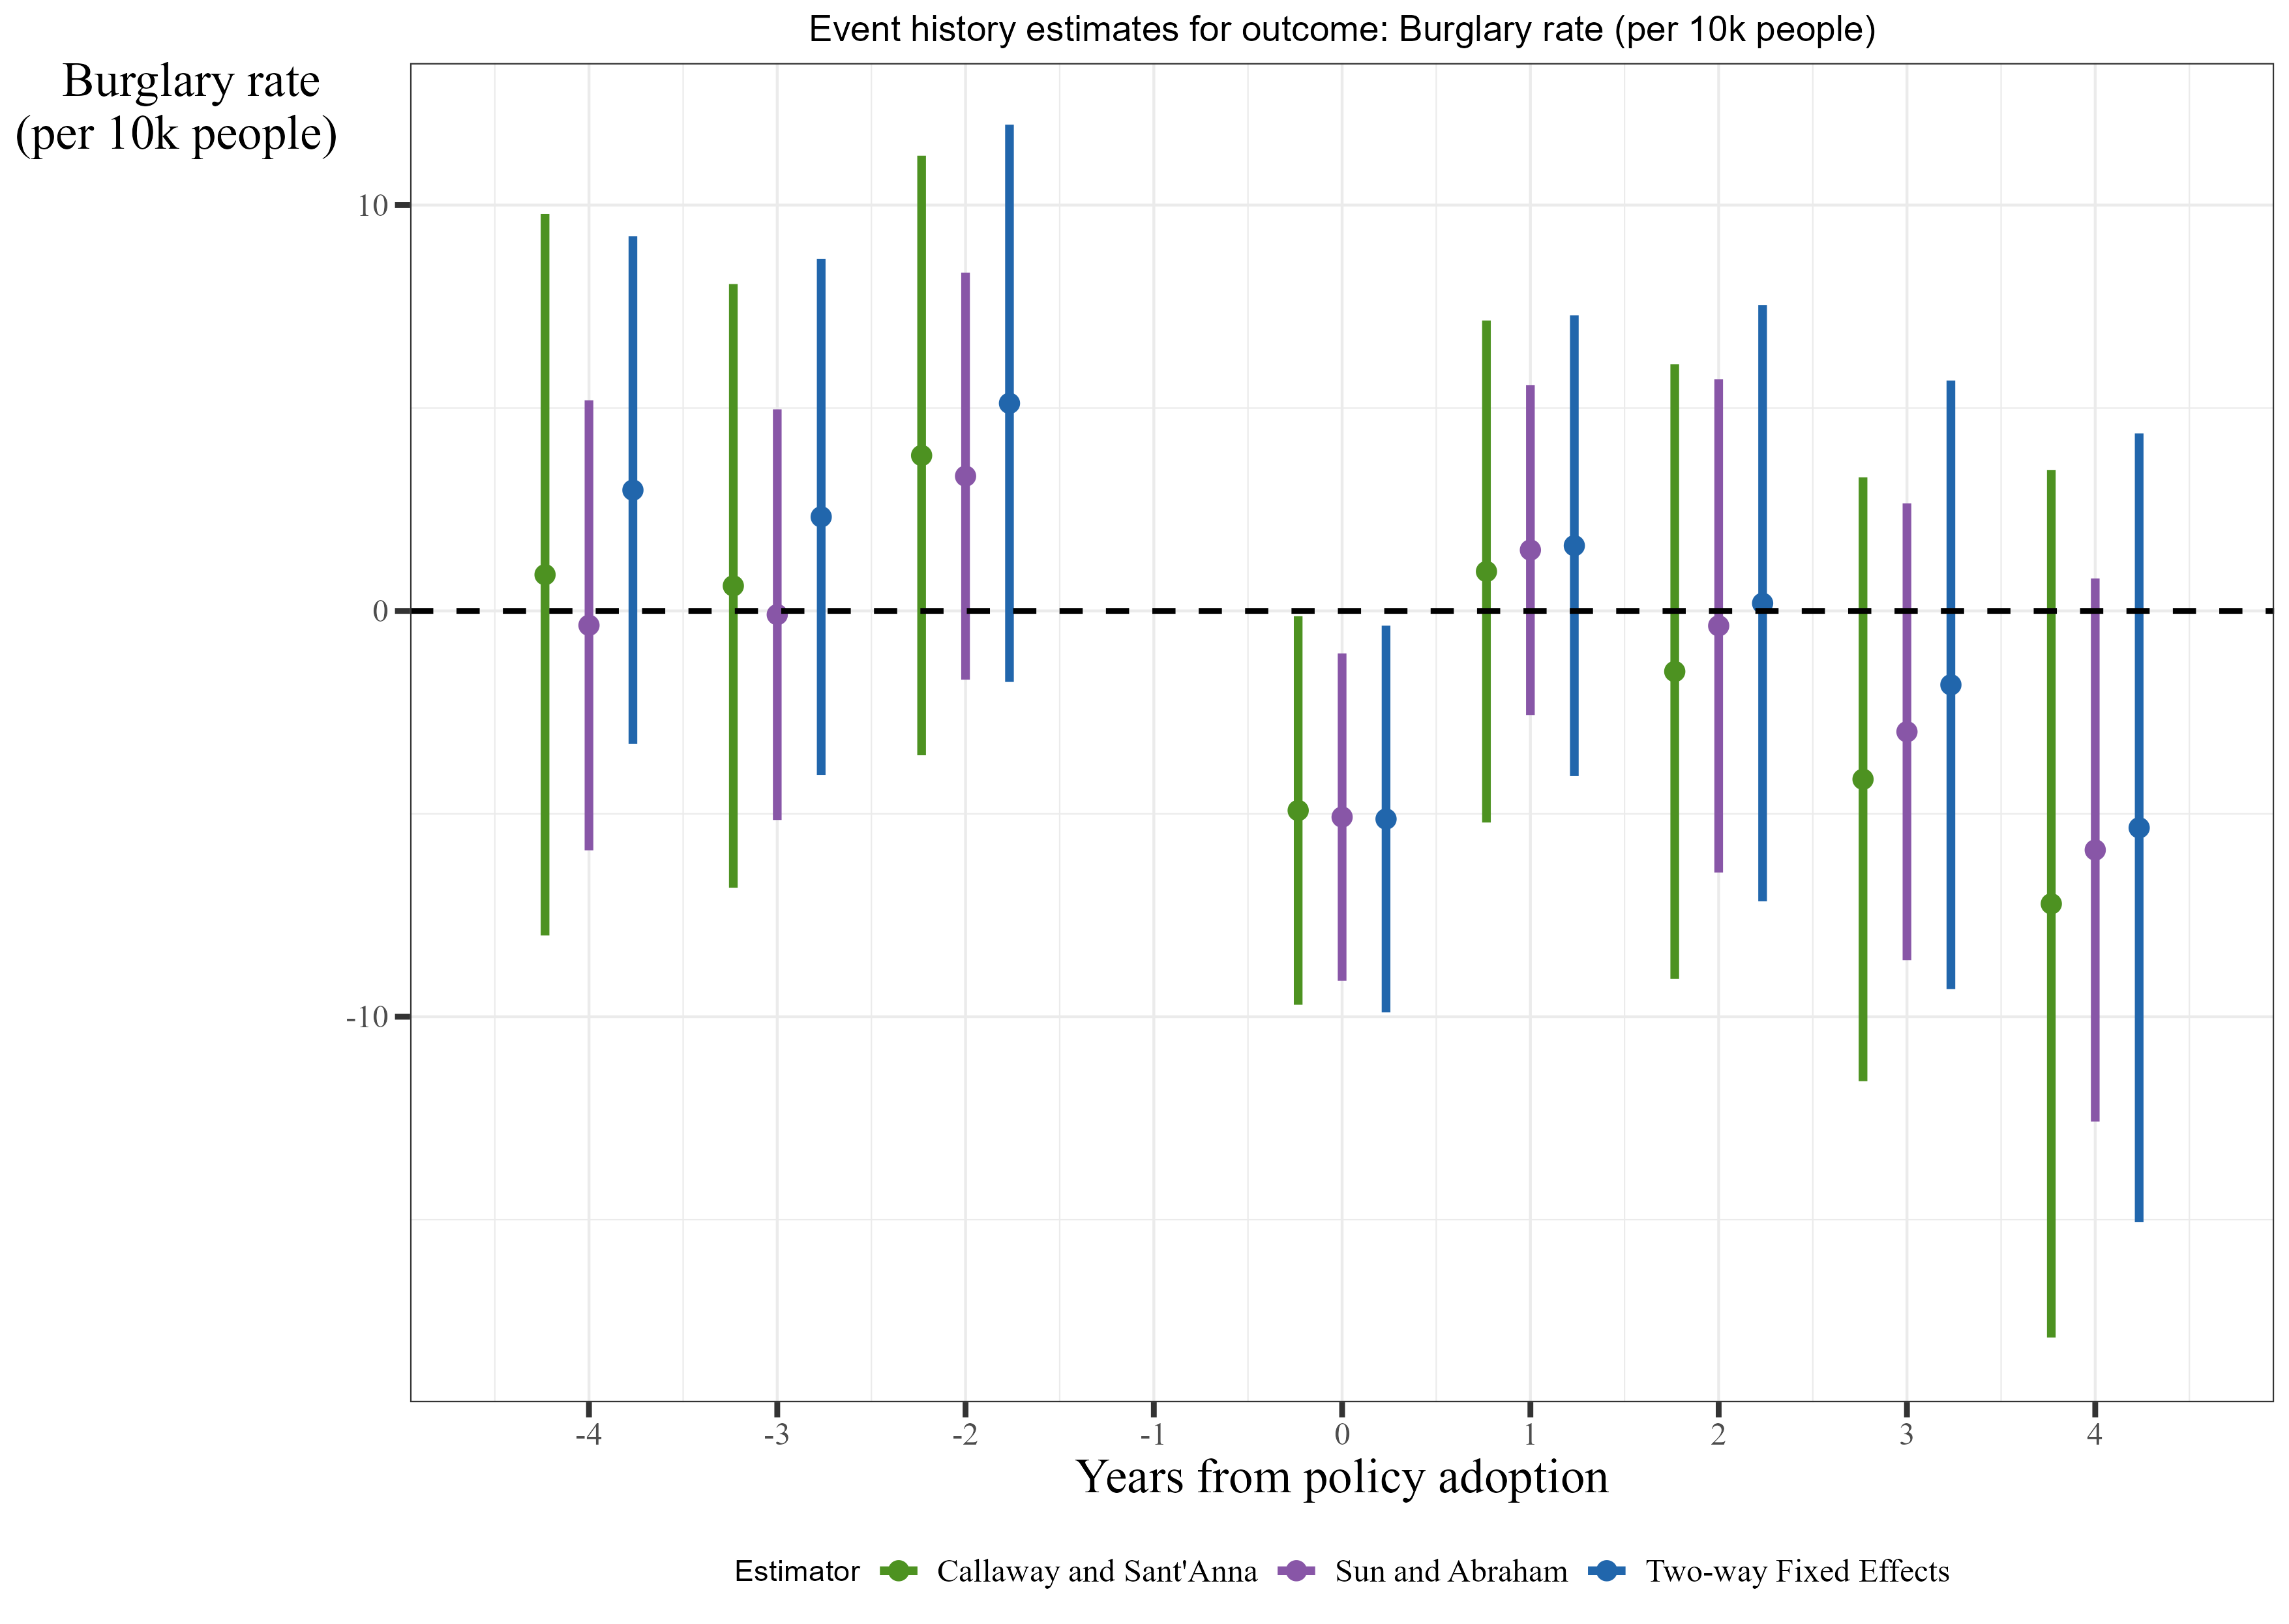 Event history estimates for outcome: Burglary rate (per 10k people)
Burglary rate
(per 10k people)
10
0
-10
-4 -3 -2 -1 0 1 2 3 4
Years from policy adoption
Estimator Callaway and Sant'Anna Sun and Abraham Two-way Fixed Effects